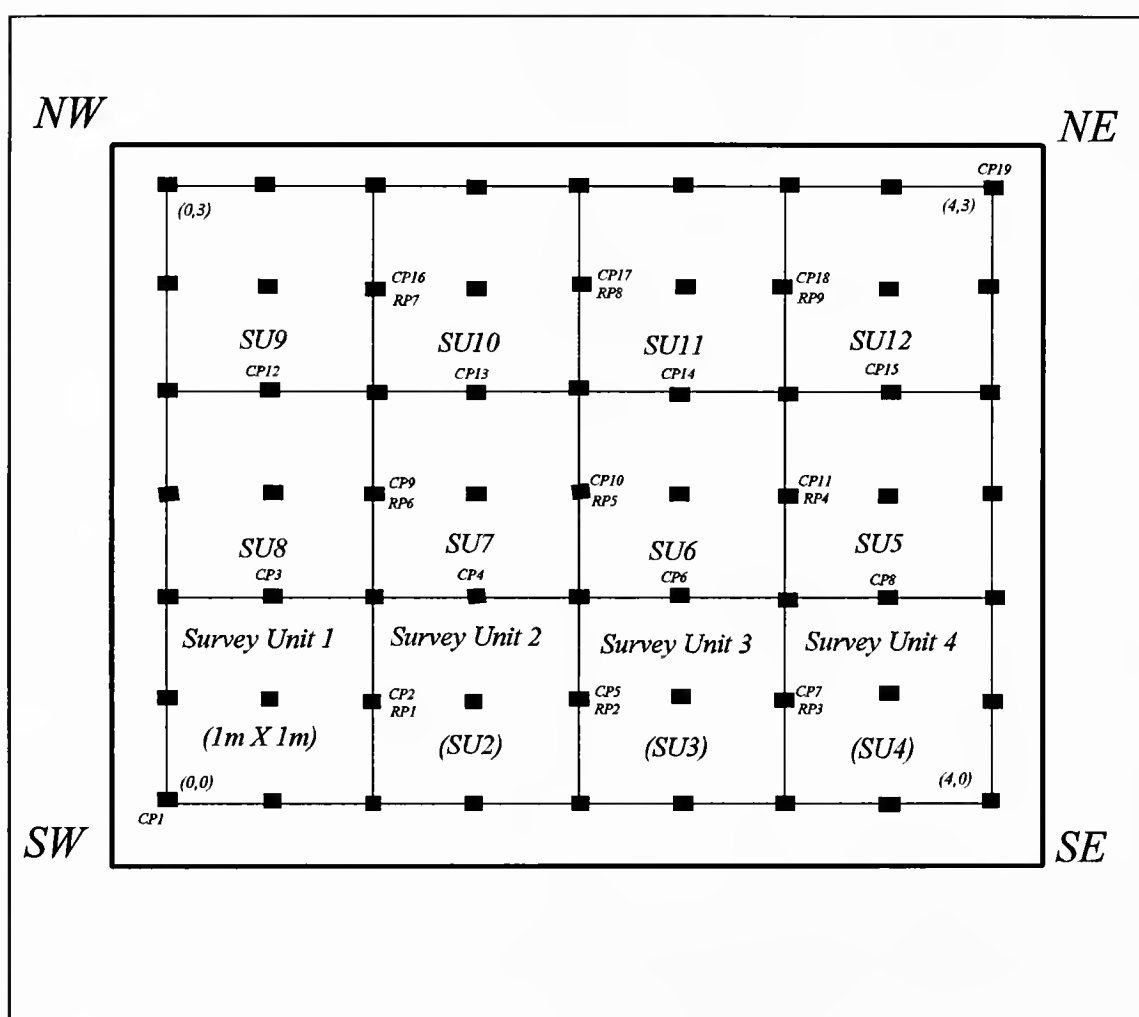 NW
NE
CP19
(0,3)
(4,3)
CP16
RP7
CP17
RP8
CP18
RP9
SU9
SU10
SU11
SU12
CP12
CP13
CP14
CP15
CP9
RP6
CP10
RP5
CP11
RP4
SU8
SU7
SU6
SU5
CP3
CP4
CP6
CP8
Survey Unit 1
Survey Unit 2
Survey Unit 3
Survey Unit 4
CP2
RP1
CP5
RP2
CP7
RP3
(1m X 1m)
(SU2)
(SU3)
(SU4)
(0,0)
(4,0)
CP1
SW
SE